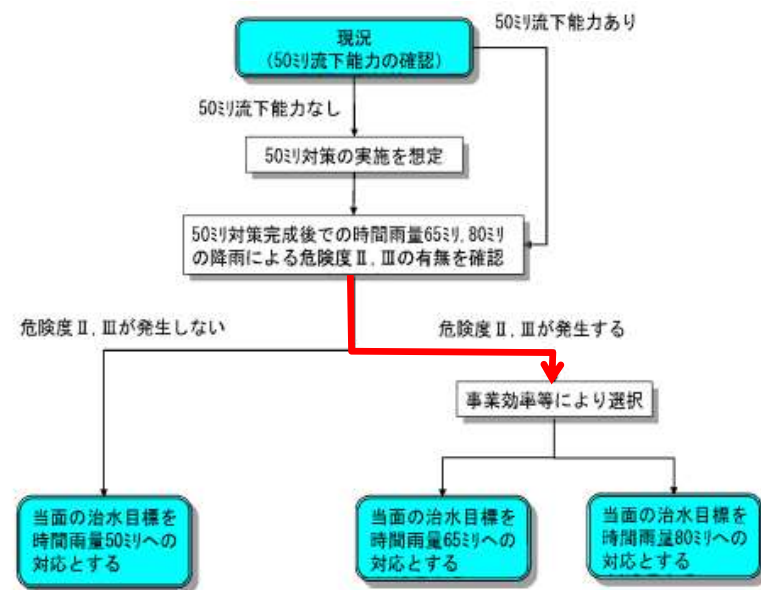 50ﾐﾘ流下能力あり
現況
(50ﾐﾘ流下能力の確認)
50ﾐﾘ流下能力なし
50ﾐﾘ対策の実施を想定
50ﾐﾘ対策完成後での時間雨量65ﾐﾘ,80ﾐﾘ
の降雨による危険度Ⅱ,Ⅲの有無を確認
危険度Ⅱ,Ⅲが発生しない
危険度Ⅱ,Ⅲが発生する
事業効率等により選択
当面の治水目標を
時間雨量50ﾐﾘへの
対応とする
当面の治水目標を
時間雨量65ﾐﾘへの
対応とする
当面の治水目標を
時間雨量80ﾐﾘへの
対応とする